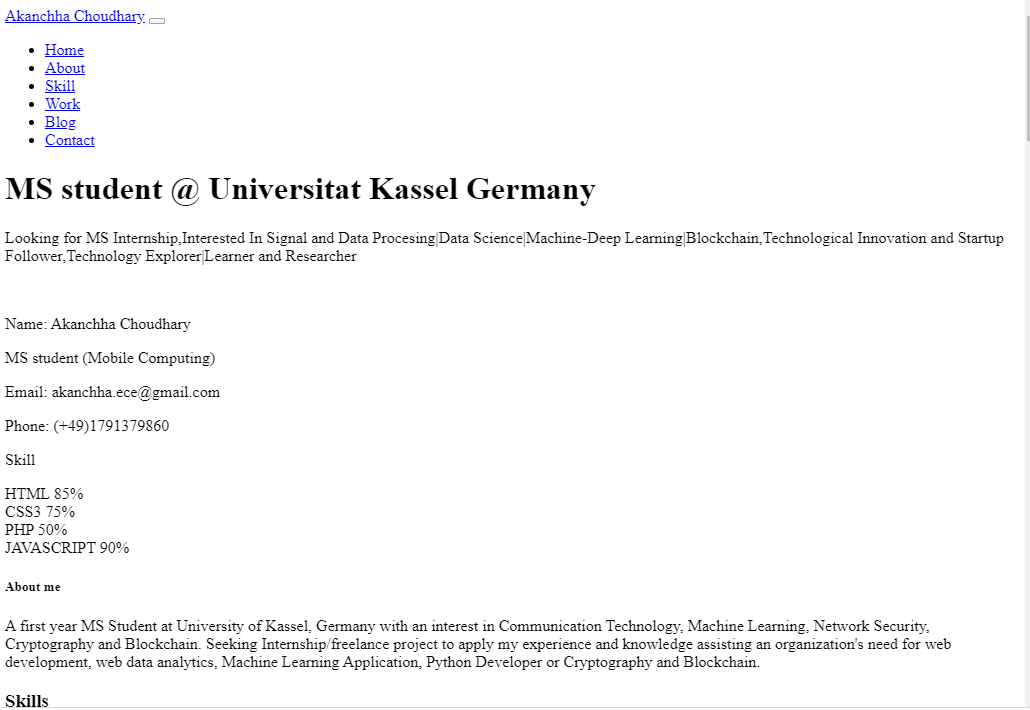 Akanchha Choudhary
Home
About
Skill
Work
Blog
Contact
MS student @ Universitat Kassel Germany
Looking for MS Internship,Interested In Signal and Data Procesing|Data Science|Machine-Deep Learning|Blockchain,Technological Innovation and Startup
Follower,Technology Explorer|Learner and Researcher
Name: Akanchha Choudhary
MS student (Mobile Computing)
Email: akanchha.ece@gmail.com
Phone: (+49)1791379860
Skill
HTML 85%
CSS3 75%
PHP 50%
JAVASCRIPT 90%
About me
A first year MS Student at University of Kassel, Germany with an interest in Communication Technology, Machine Learning, Network Security,
Cryptography and Blockchain. Seeking Internship/freelance project to apply my experience and knowledge assisting an organization's need for web
development, web data analytics, Machine Learning Application, Python Developer or Cryptography and Blockchain.
Skills